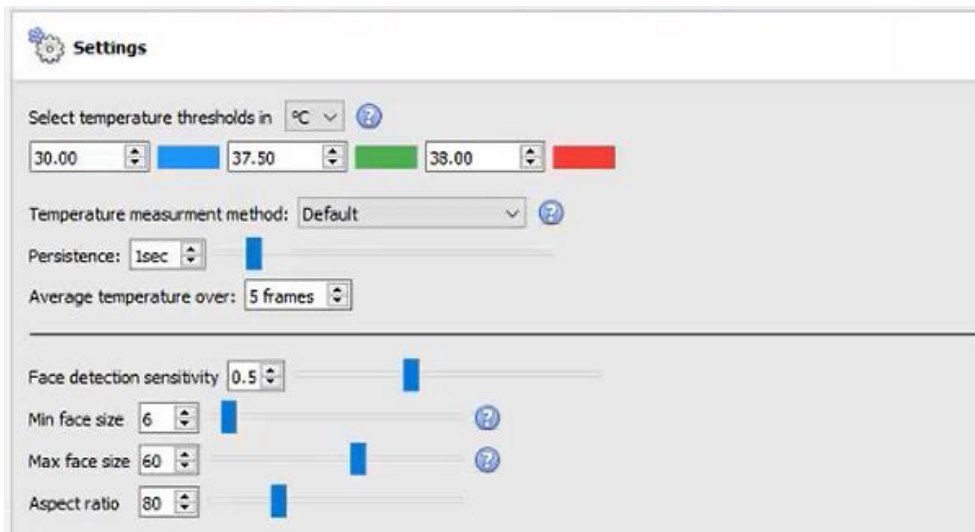 Settings
Select temperature thresholds in °C
30.00 37.50 38.00
Temperature measurment method: Default
Persistence: 1sec
Average temperature over: 5 frames
Face detection sensitivity 0.5
Min face size 6
Max face size 60
Aspect ratio 80